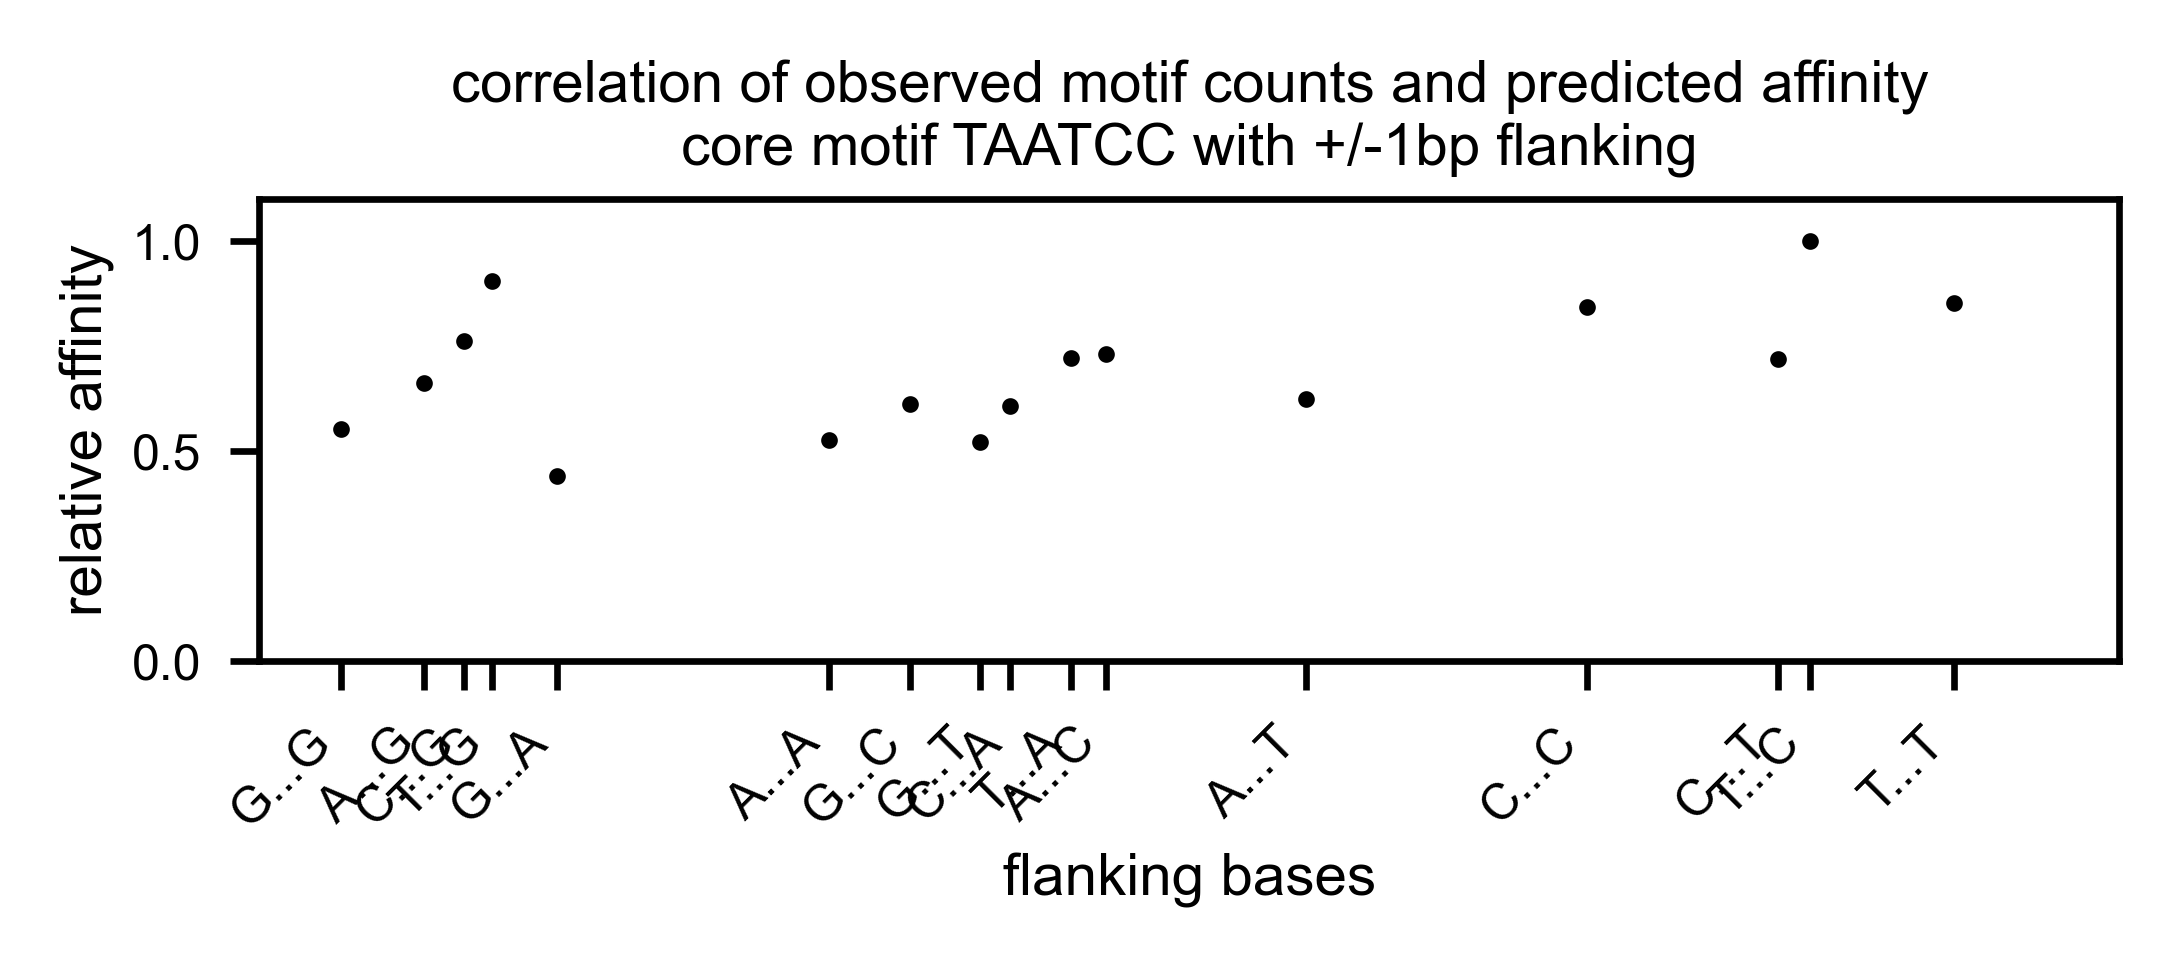 correlation of observed motif counts and predicted affinity
core motif TAATCC with +/-1bp flanking
relative affinity
1.0
0.5
0.0
G...G
A...G
C...G
T...G
G...A
A...A
G...C
G...T
C...A
T...A
A...C
A...T
C...C
C...T
T...C
T...T
flanking bases